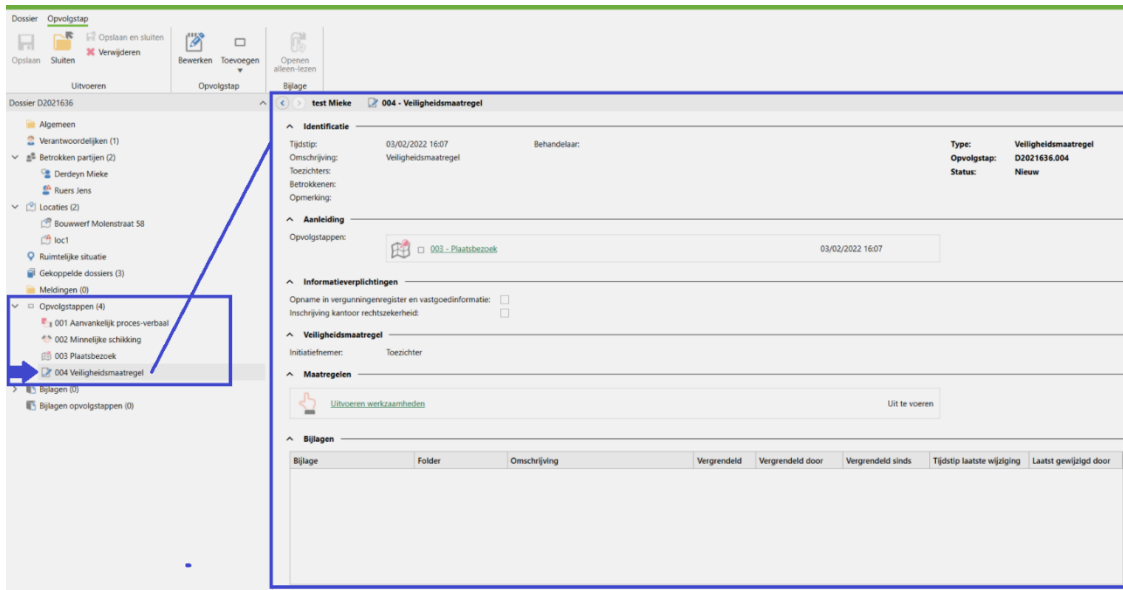 Dossier Opvolgstap
Opslaan Sluiten Opslaan en sluiten Verwijderen Bewerken Toevoegen Openen alleen-lezen
Uitvoeren Opvolgstap Bijlage
Dossier D2021636
Algemeen
Verantwoordelijken (1)
Betrokken partijen (2)
Derdeyn Mieke
Ruers Jens
Locaties (2)
Bouwwerf Molenstraat 58
loc1
Ruimtelijke situatie
Gekoppelde dossiers (3)
Meldingen (0)
Opvolgstappen (4)
001 Aanvankelijk proces-verbaal
002 Minnelijke schikking
003 Plaatsbezoek
004 Veiligheidsmaatregel
Bijlagen (0)
Bijlagen opvolgstappen (0)
test Mieke 004 - Veiligheidsmaatregel
Identificatie
Tijdstip: 03/02/2022 16:07 Behandelaar: Type: Veiligheidsmaatregel
Omschrijving: Veiligheidsmaatregel Opvolgstap: D2021636.004
Toezichters: Status: Nieuw
Betrokkenen:
Opmerking:
Aanleiding
Opvolgstappen: 003 - Plaatsbezoek 03/02/2022 16:07
Informatieverplichtingen
Opname in vergunningenregister en vastgoedinformatie:
Inschrijving kantoor rechtszekerheid:
Veiligheidsmaatregel
Initiatiefnemer: Toezichter
Maatregelen
Uitvoeren werkzaamheden Uit te voeren
Bijlagen
Bijlage Folder Omschrijving Vergrendeld Vergrendeld door Vergrendeld sinds Tijdstip laatste wijziging Laatst gewijzigd door